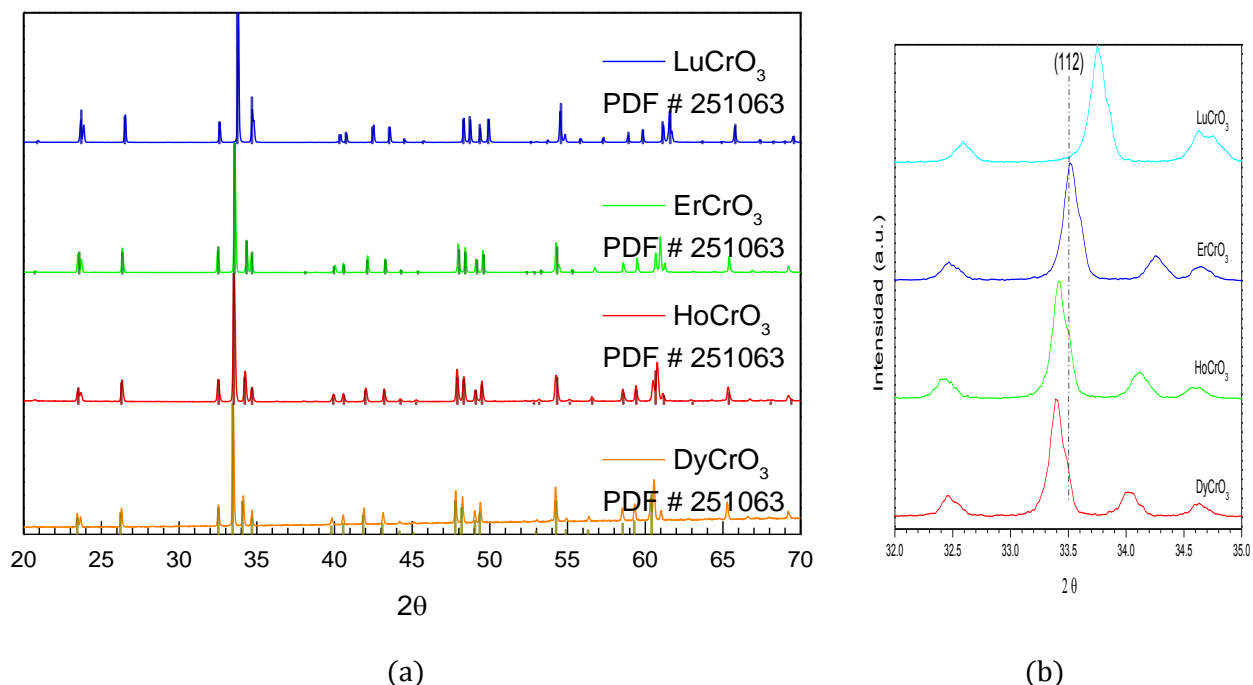 LuCrO3
PDF # 251063
ErCrO3
PDF # 251063
HoCrO3
PDF # 251063
DyCrO3
PDF # 251063
20 25 30 35 40 45 50 55 60 65 70
2θ
(a)
(112)
LuCrO3
ErCrO3
HoCrO3
DyCrO3
Intensidad (a.u.)
32.0 32.5 33.0 33.5 34.0 34.5 35.0
2 θ
(b)